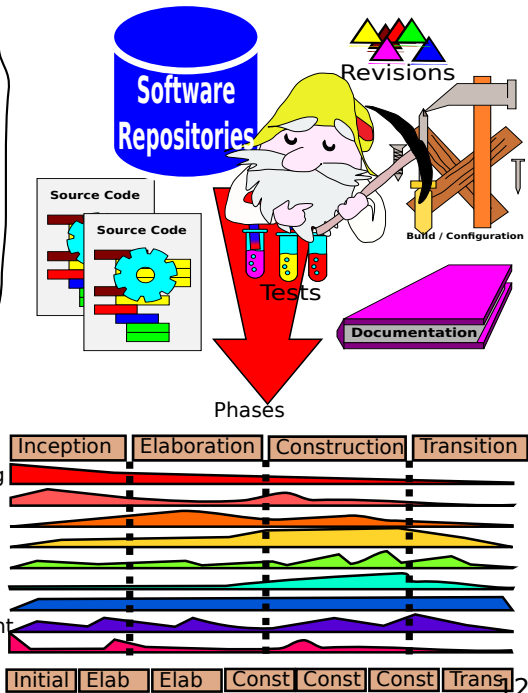 Software
Repositories
Revisions
Source Code
Source Code
Build / Configuration
Tests
Documentation
Phases
Inception Elaboration Construction Transition
Initial Elab Elab Const Const Const Trans
12